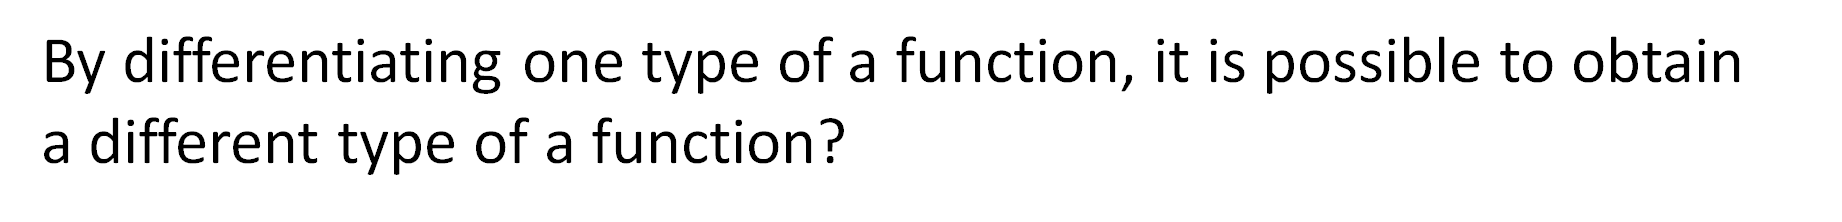 By differentiating one type of a function, it is possible to obtain
a different type of a function?